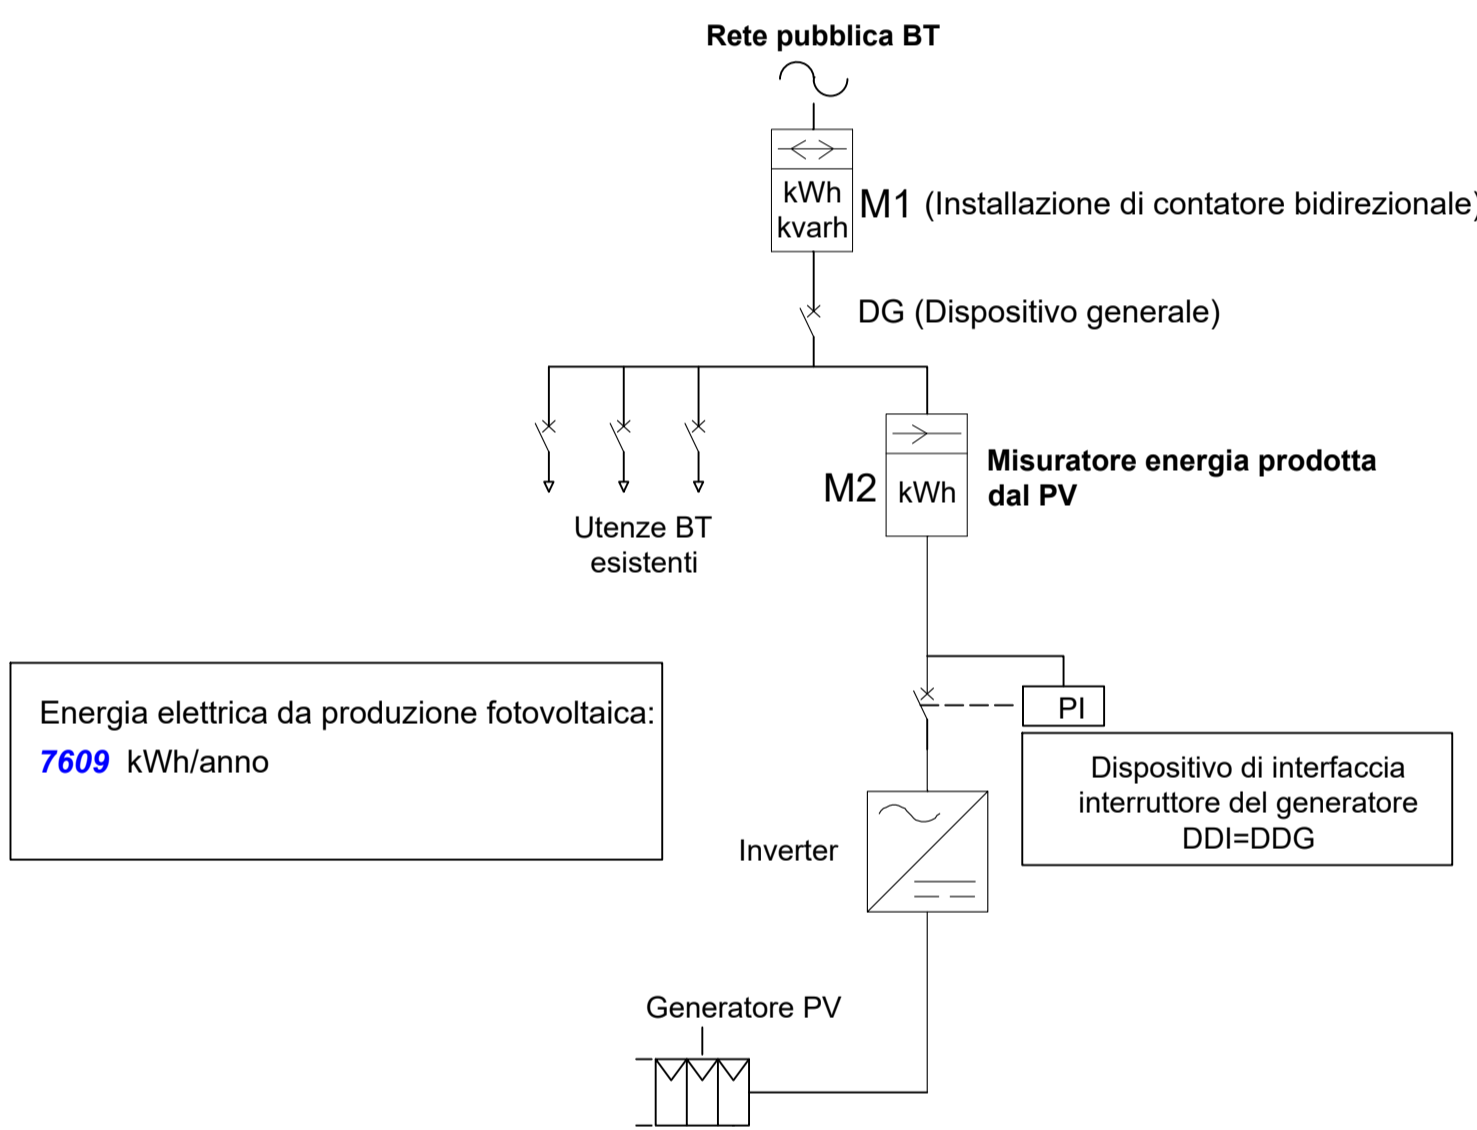 Rete pubblica BT
kWh
kvarh
M1 (Installazione di contatore bidirezionale)
DG (Dispositivo generale)
M2
kWh
Misuratore energia prodotta
dal PV
Utenze BT
esistenti
Energia elettrica da produzione fotovoltaica:
7609 kWh/anno
PI
Dispositivo di interfaccia
interruttore del generatore
DDI=DDG
Inverter
Generatore PV